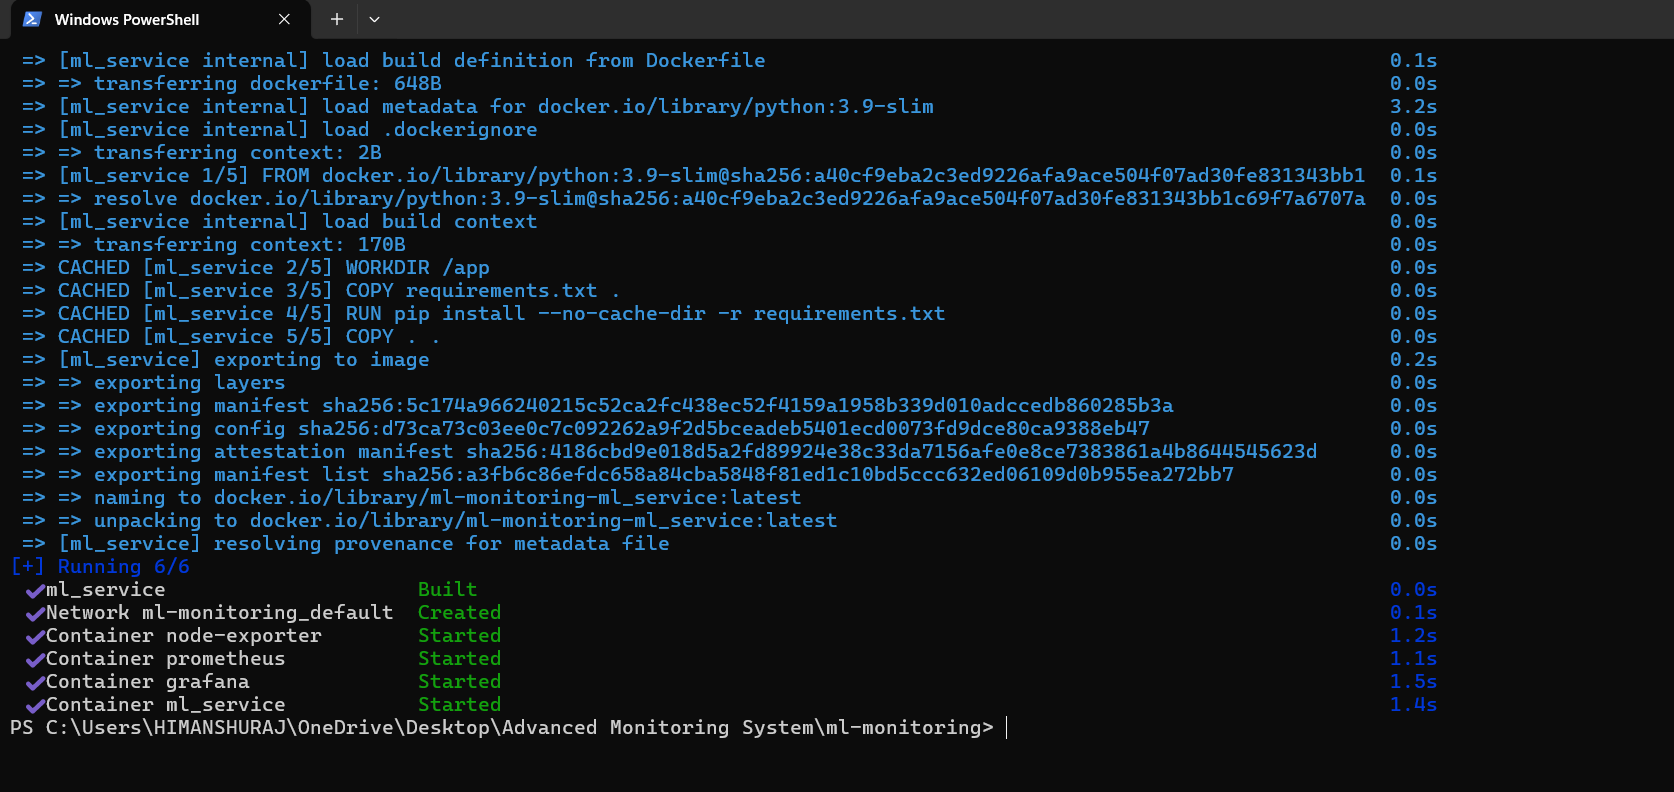 Windows PowerShell
=> [ml_service internal] load build definition from Dockerfile 0.1s
=> => transferring dockerfile: 648B 0.0s
=> [ml_service internal] load metadata for docker.io/library/python:3.9-slim 3.2s
=> [ml_service internal] load .dockerignore 0.0s
=> => transferring context: 2B 0.0s
=> [ml_service 1/5] FROM docker.io/library/python:3.9-slim@sha256:a40cf9eba2c3ed9226afa9ace504f07ad30fe831343bb1 0.1s
=> => resolve docker.io/library/python:3.9-slim@sha256:a40cf9eba2c3ed9226afa9ace504f07ad30fe831343bb1c69f7a6707a 0.0s
=> [ml_service internal] load build context 0.0s
=> => transferring context: 170B 0.0s
=> CACHED [ml_service 2/5] WORKDIR /app 0.0s
=> CACHED [ml_service 3/5] COPY requirements.txt . 0.0s
=> CACHED [ml_service 4/5] RUN pip install --no-cache-dir -r requirements.txt 0.0s
=> CACHED [ml_service 5/5] COPY . . 0.0s
=> [ml_service] exporting to image 0.2s
=> => exporting layers 0.0s
=> => exporting manifest sha256:5c174a966240215c52ca2fc438ec52f4159a1958b339d010adccedb860285b3a 0.0s
=> => exporting config sha256:d73ca73c03ee0c7c092262a9f2d5bceadeb5401ecd0073fd9dce80ca9388eb47 0.0s
=> => exporting attestation manifest sha256:4186cbd9e018d5a2fd89924e38c33da7156afe0e8ce7383861a4b8644545623d 0.0s
=> => exporting manifest list sha256:a3fb6c86efdc658a84cba5848f81ed1c10bd5ccc632ed06109d0b955ea272bb7 0.0s
=> => naming to docker.io/library/ml-monitoring-ml_service:latest 0.0s
=> => unpacking to docker.io/library/ml-monitoring-ml_service:latest 0.0s
=> [ml_service] resolving provenance for metadata file 0.0s
[+] Running 6/6
✔ml_service Built 0.0s
✔Network ml-monitoring_default Created 0.1s
✔Container node-exporter Started 1.2s
✔Container prometheus Started 1.1s
✔Container grafana Started 1.5s
✔Container ml_service Started 1.4s
PS C:\Users\HIMANSHURAJ\OneDrive\Desktop\Advanced Monitoring System\ml-monitoring>